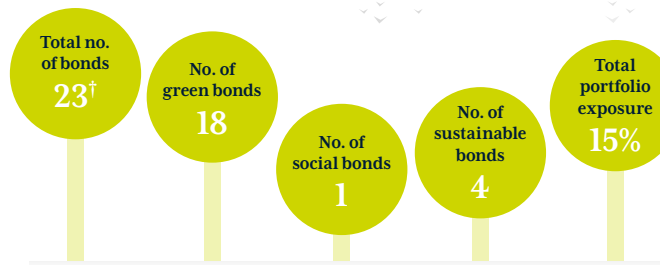 Total no.
of bonds
23†
No. of
green bonds
18
No. of
social bonds
1
No. of
sustainable
bonds
4
Total
portfolio
exposure
15%